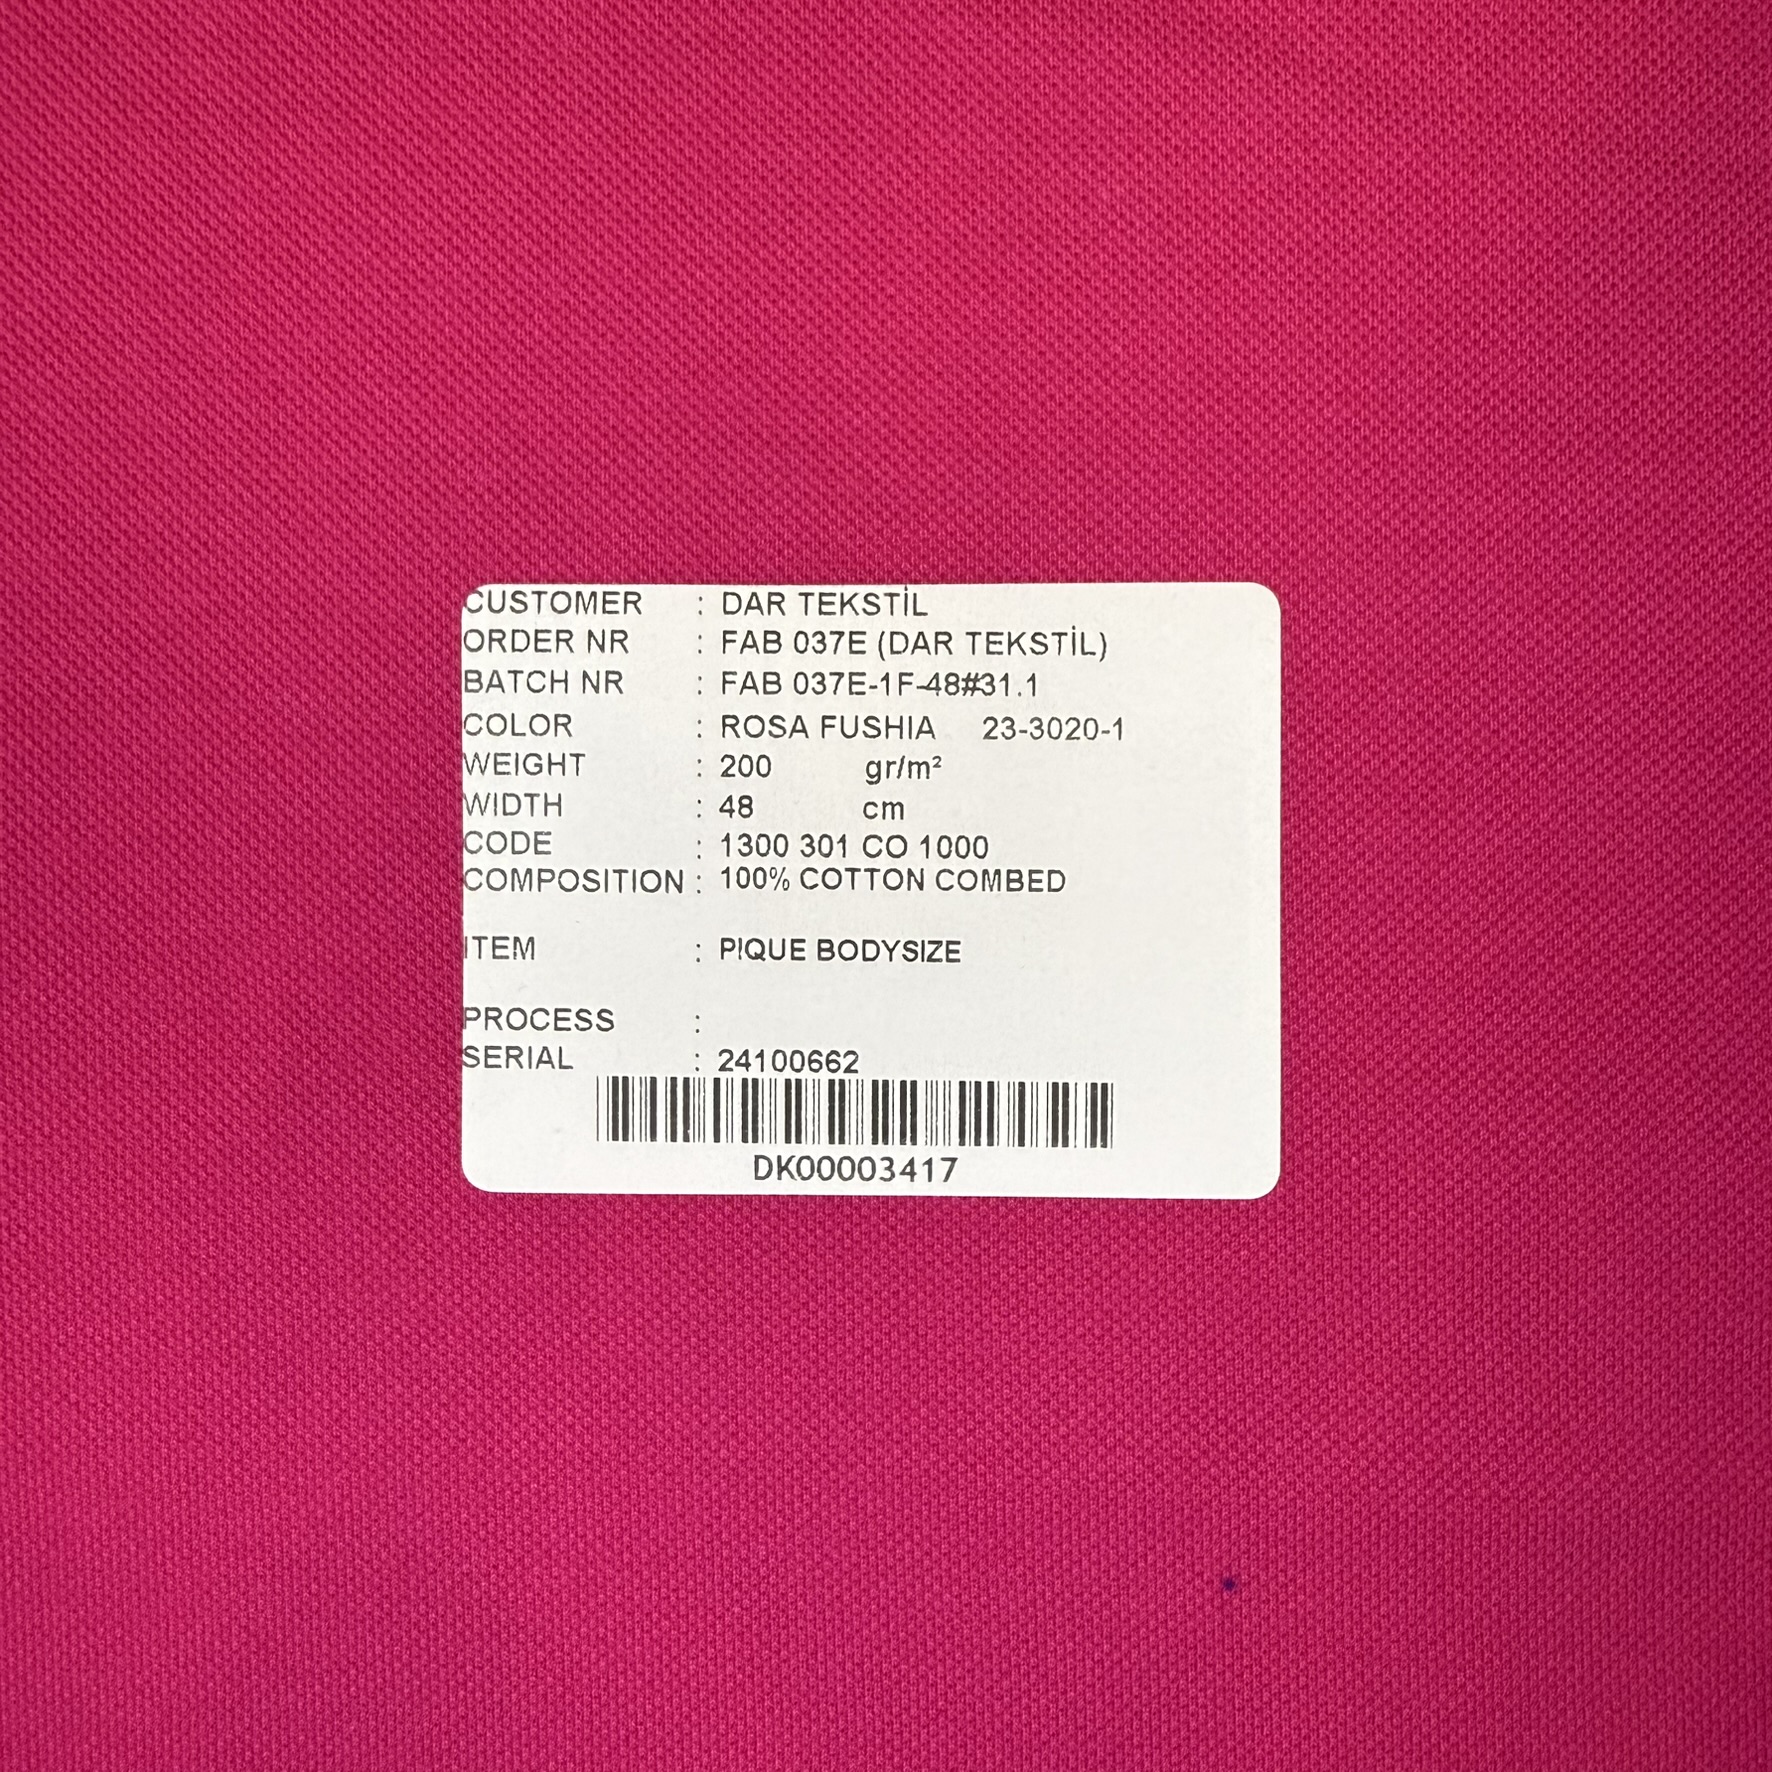 CUSTOMER : DAR TEKSTİL
ORDER NR : FAB 037E (DAR TEKSTİL)
BATCH NR : FAB 037E-1F-48#31.1
COLOR : ROSA FUSHIA 23-3020-1
WEIGHT : 200 gr/m²
WIDTH : 48 cm
CODE : 1300 301 CO 1000
COMPOSITION : 100% COTTON COMBED
ITEM : PIQUE BODYSIZE
PROCESS :
SERIAL : 24100662
DK00003417